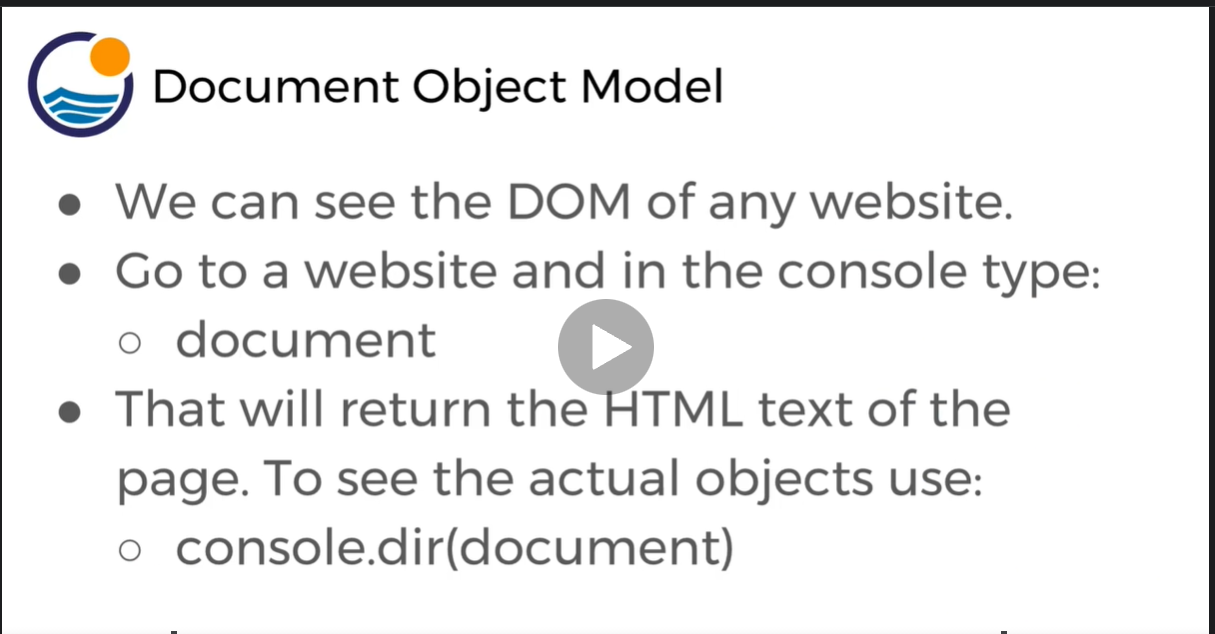 Document Object Model
● We can see the DOM of any website.
● Go to a website and in the console type:
○ document
● That will return the HTML text of the
page. To see the actual objects use:
○ console.dir(document)